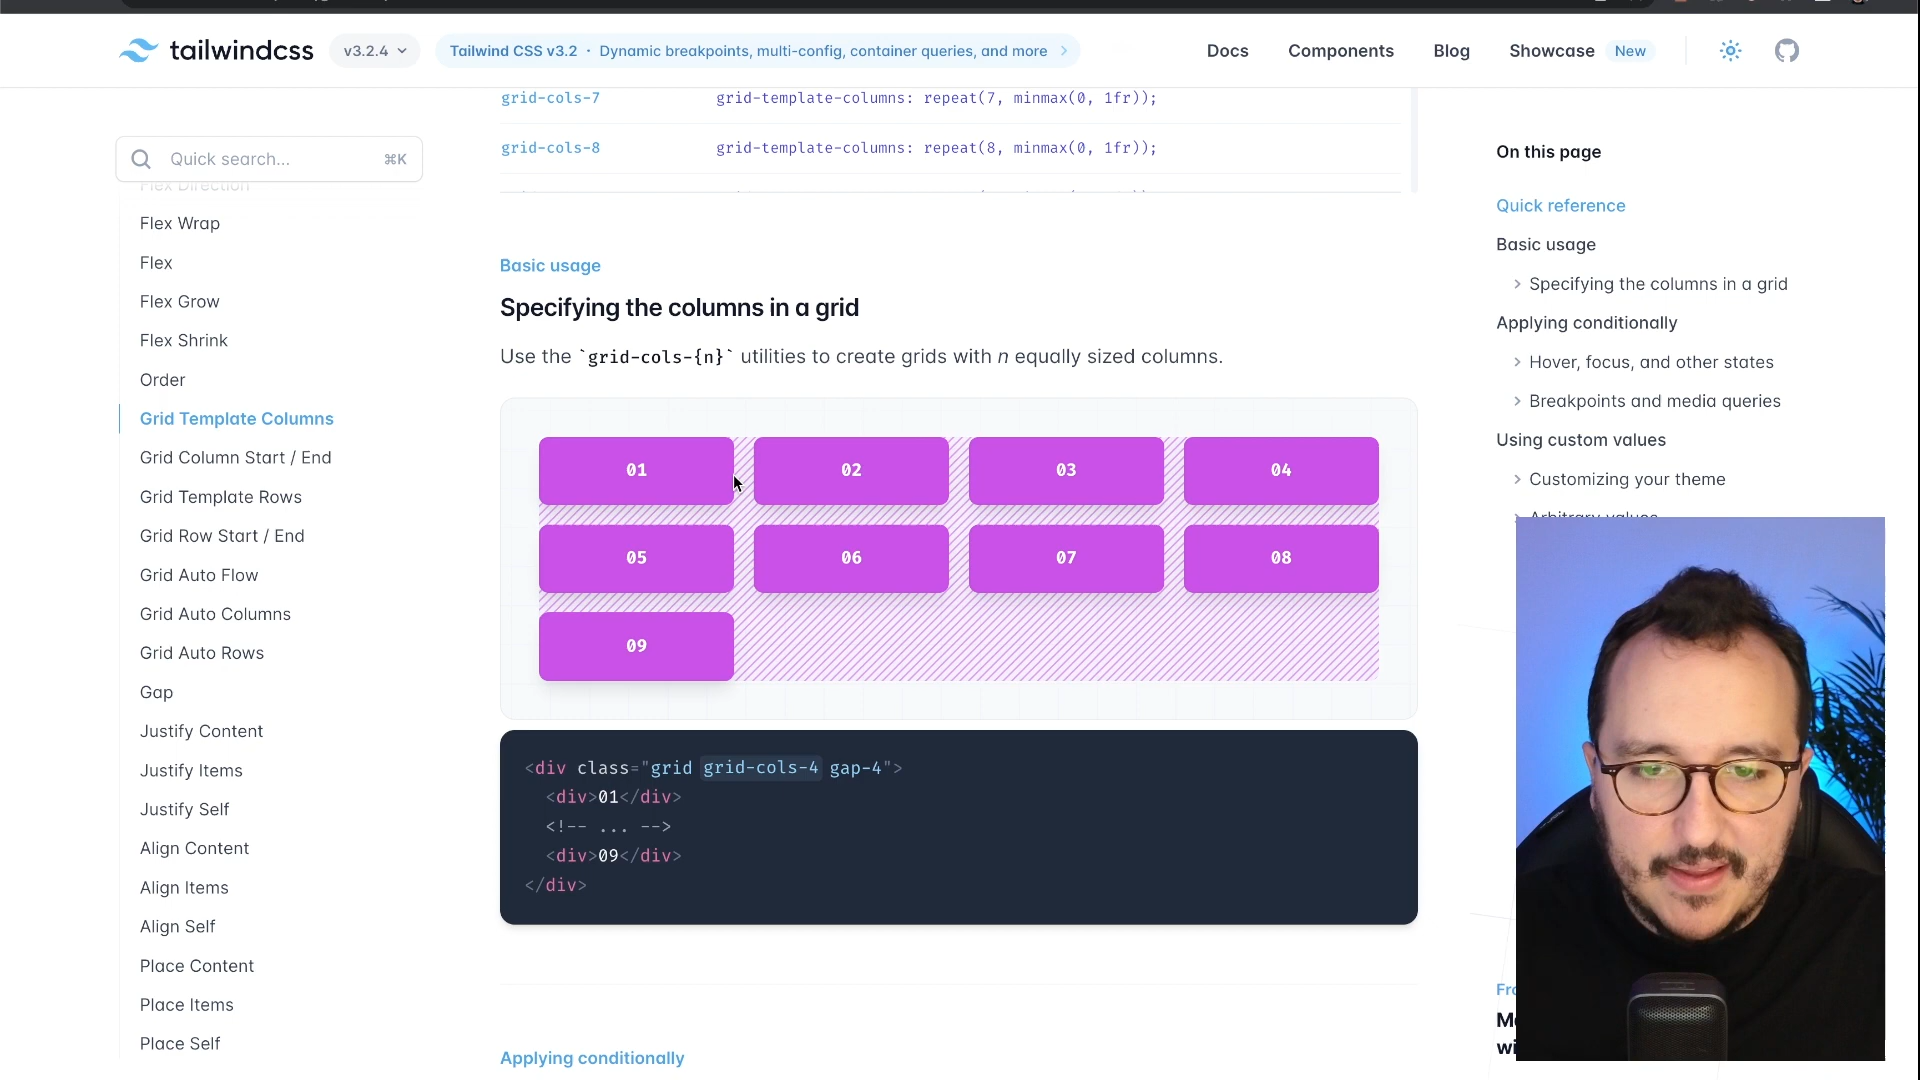 tailwindcss
v3.2.4
Tailwind CSS v3.2 · Dynamic breakpoints, multi-config, container queries, and more
Docs
Components
Blog
Showcase
New
Quick search...
⌘K
Flex Direction
Flex Wrap
Flex
Flex Grow
Flex Shrink
Order
Grid Template Columns
Grid Column Start / End
Grid Template Rows
Grid Row Start / End
Grid Auto Flow
Grid Auto Columns
Grid Auto Rows
Gap
Justify Content
Justify Items
Justify Self
Align Content
Align Items
Align Self
Place Content
Place Items
Place Self
grid-cols-7 grid-template-columns: repeat(7, minmax(0, 1fr));
grid-cols-8 grid-template-columns: repeat(8, minmax(0, 1fr));
Basic usage
Specifying the columns in a grid
Use the `grid-cols-{n}` utilities to create grids with n equally sized columns.
01 02 03 04
05 06 07 08
09
<div class="grid grid-cols-4 gap-4">
<div>01</div>
<!-- ... -->
<div>09</div>
</div>
Applying conditionally
On this page
Quick reference
Basic usage
Specifying the columns in a grid
Applying conditionally
Hover, focus, and other states
Breakpoints and media queries
Using custom values
Customizing your theme
Arbitrary values